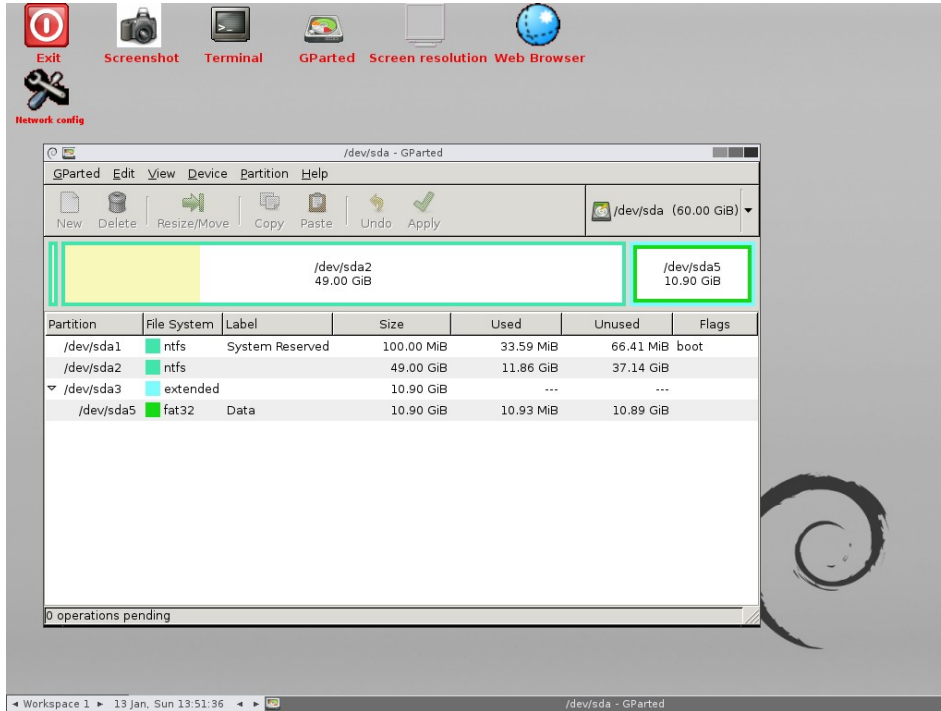 Exit Screenshot Terminal GParted Screen resolution Web Browser
Network config
/dev/sda - GParted
GParted Edit View Device Partition Help
New Delete Resize/Move Copy Paste Undo Apply
/dev/sda (60.00 GiB)
/dev/sda2
49.00 GiB
/dev/sda5
10.90 GiB
Partition File System Label Size Used Unused Flags
/dev/sda1 ntfs System Reserved 100.00 MiB 33.59 MiB 66.41 MiB boot
/dev/sda2 ntfs 49.00 GiB 11.86 GiB 37.14 GiB
/dev/sda3 extended 10.90 GiB --- ---
/dev/sda5 fat32 Data 10.90 GiB 10.93 MiB 10.89 GiB
0 operations pending
Workspace 1 13 Jan, Sun 13:51:36 /dev/sda - GParted